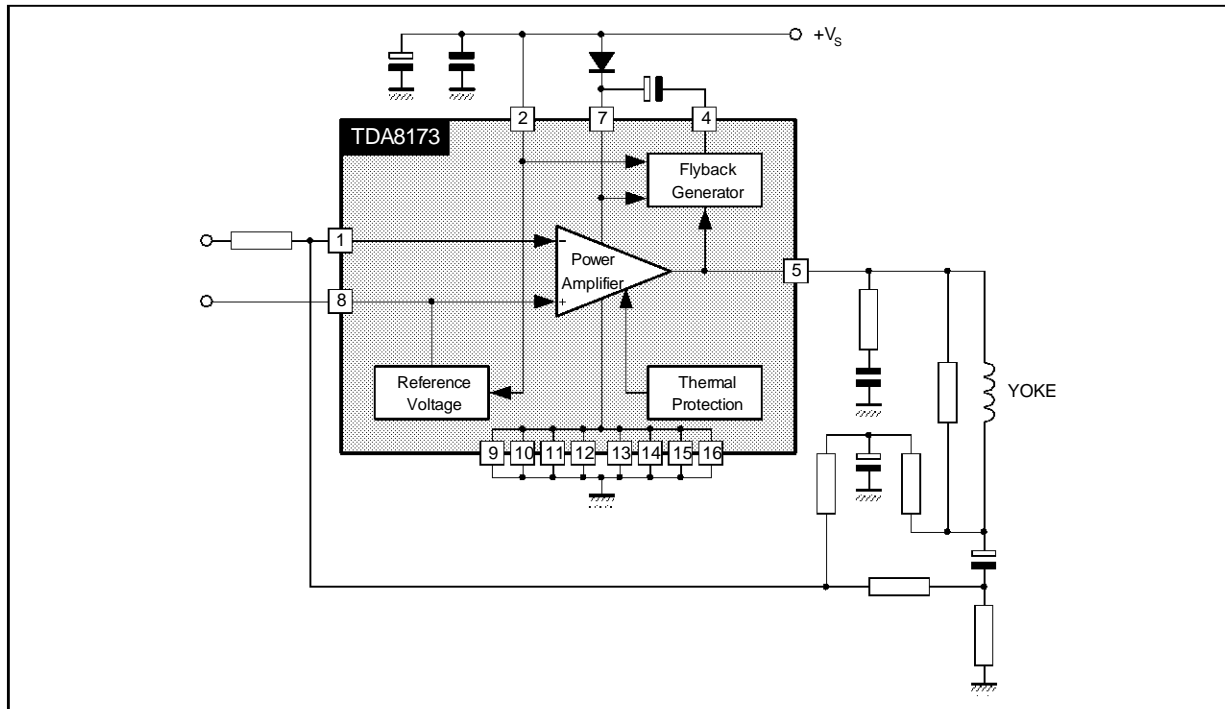 +VS
2
7
4
TDA8173
Flyback
Generator
1
−
Power
Amplifier
5
8
+
Reference
Voltage
Thermal
Protection
YOKE
9 10 11 12 13 14 15 16